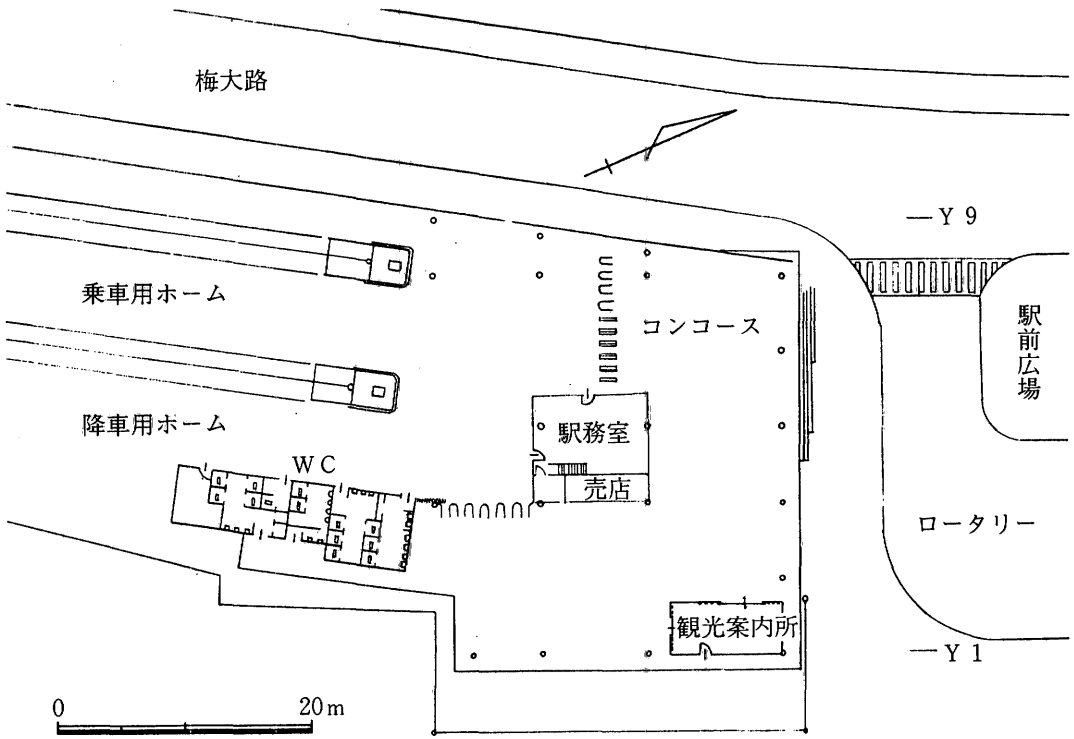 梅大路
Y 9
乗車用ホーム
コンコース
駅前広場
降車用ホーム
駅務室
WC
売店
ロータリー
観光案内所
Y 1
0 20m